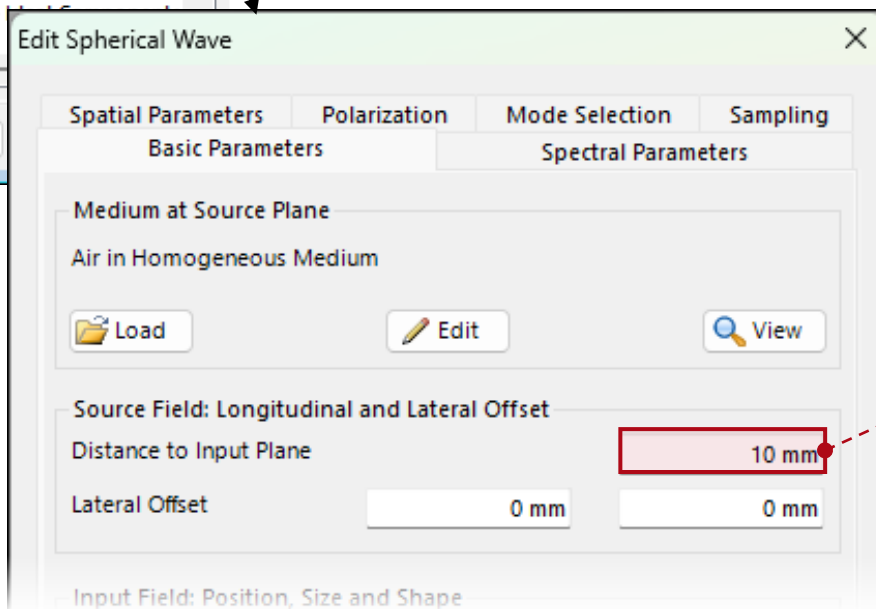 Edit Spherical Wave
Spatial Parameters Polarization Mode Selection Sampling
Basic Parameters Spectral Parameters
Medium at Source Plane
Air in Homogeneous Medium
Load Edit View
Source Field: Longitudinal and Lateral Offset
Distance to Input Plane 10 mm
Lateral Offset 0 mm 0 mm
Input Field: Position, Size and Shape